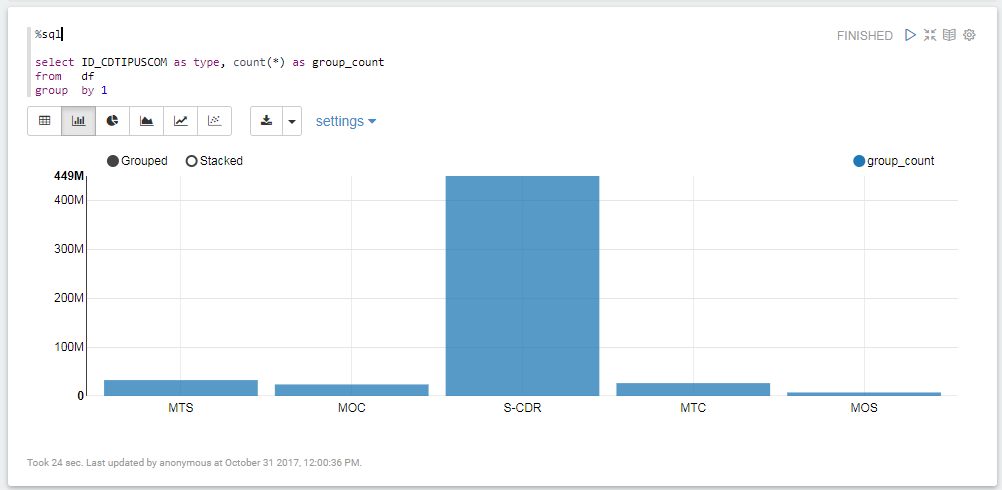 %sql
FINISHED
select ID_CDTIPUSCOM as type, count(*) as group_count
from df
group by 1
settings
Grouped Stacked group_count
449M
400M
300M
200M
100M
0
MTS MOC S-CDR MTC MOS
Took 24 sec. Last updated by anonymous at October 31 2017, 12:00:36 PM.